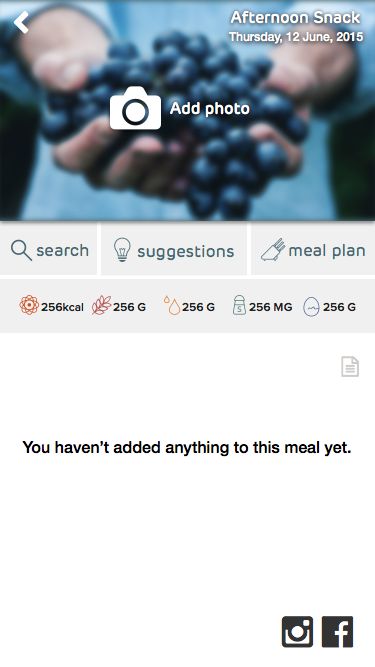 Afternoon Snack
Thursday, 12 June, 2015
Add photo
search suggestions meal plan
256kcal 256 G 256 G S 256 MG 256 G
You haven’t added anything to this meal yet.